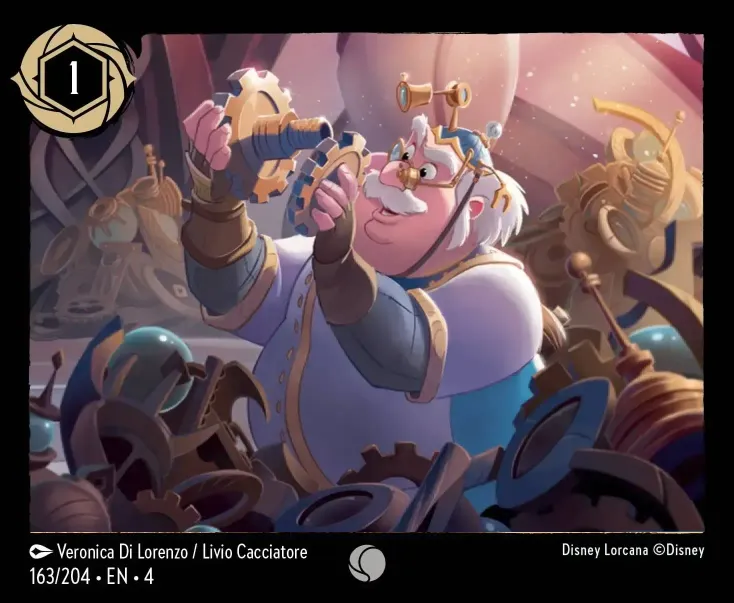 1
Veronica Di Lorenzo / Livio Cacciatore
Disney Lorcana ©Disney
163/204 • EN • 4